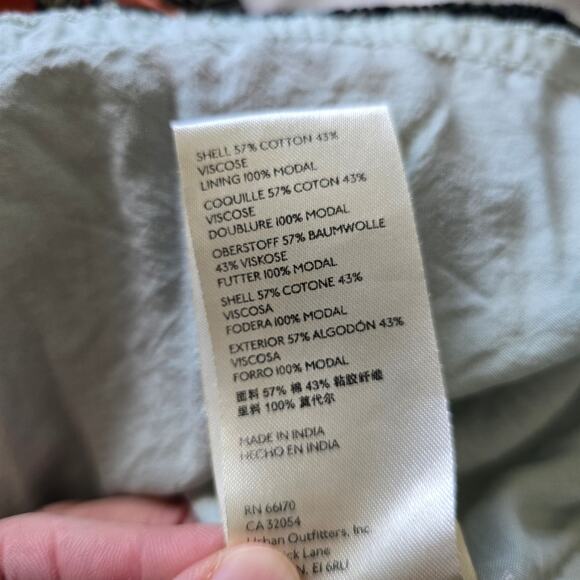 SHELL 57% COTTON 43%
VISCOSE
LINING 100% MODAL
COQUILLE 57% COTON 43%
VISCOSE
DOUBLURE 100% MODAL
OBERSTOFF 57% BAUMWOLLE
43% VISKOSE
FUTTER 100% MODAL
SHELL 57% COTONE 43%
VISCOSA
FODERA 100% MODAL
EXTERIOR 57% ALGODÓN 43%
VISCOSA
FORRO 100% MODAL
面料 57% 棉 43% 粘胶纤维
里料 100% 莫代尔
MADE IN INDIA
HECHO EN INDIA
RN 66170
CA 32054
Urban Outfitters, Inc.
Lane
E1 6RU